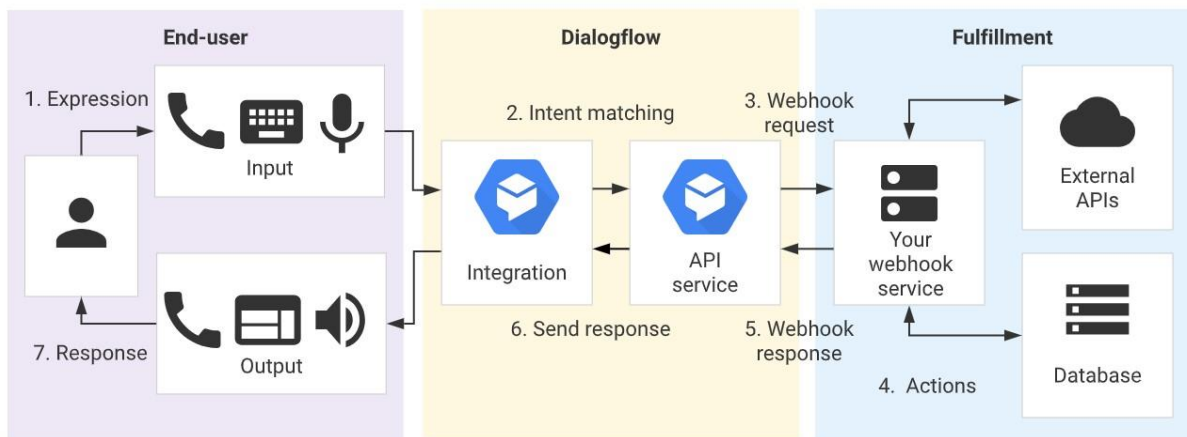 End-user
Dialogflow
Fulfillment
1. Expression
Input
2. Intent matching
3. Webhook
request
External
APIs
Integration
API
service
Your
webhook
service
7. Response
Output
6. Send response
5. Webhook
response
4. Actions
Database